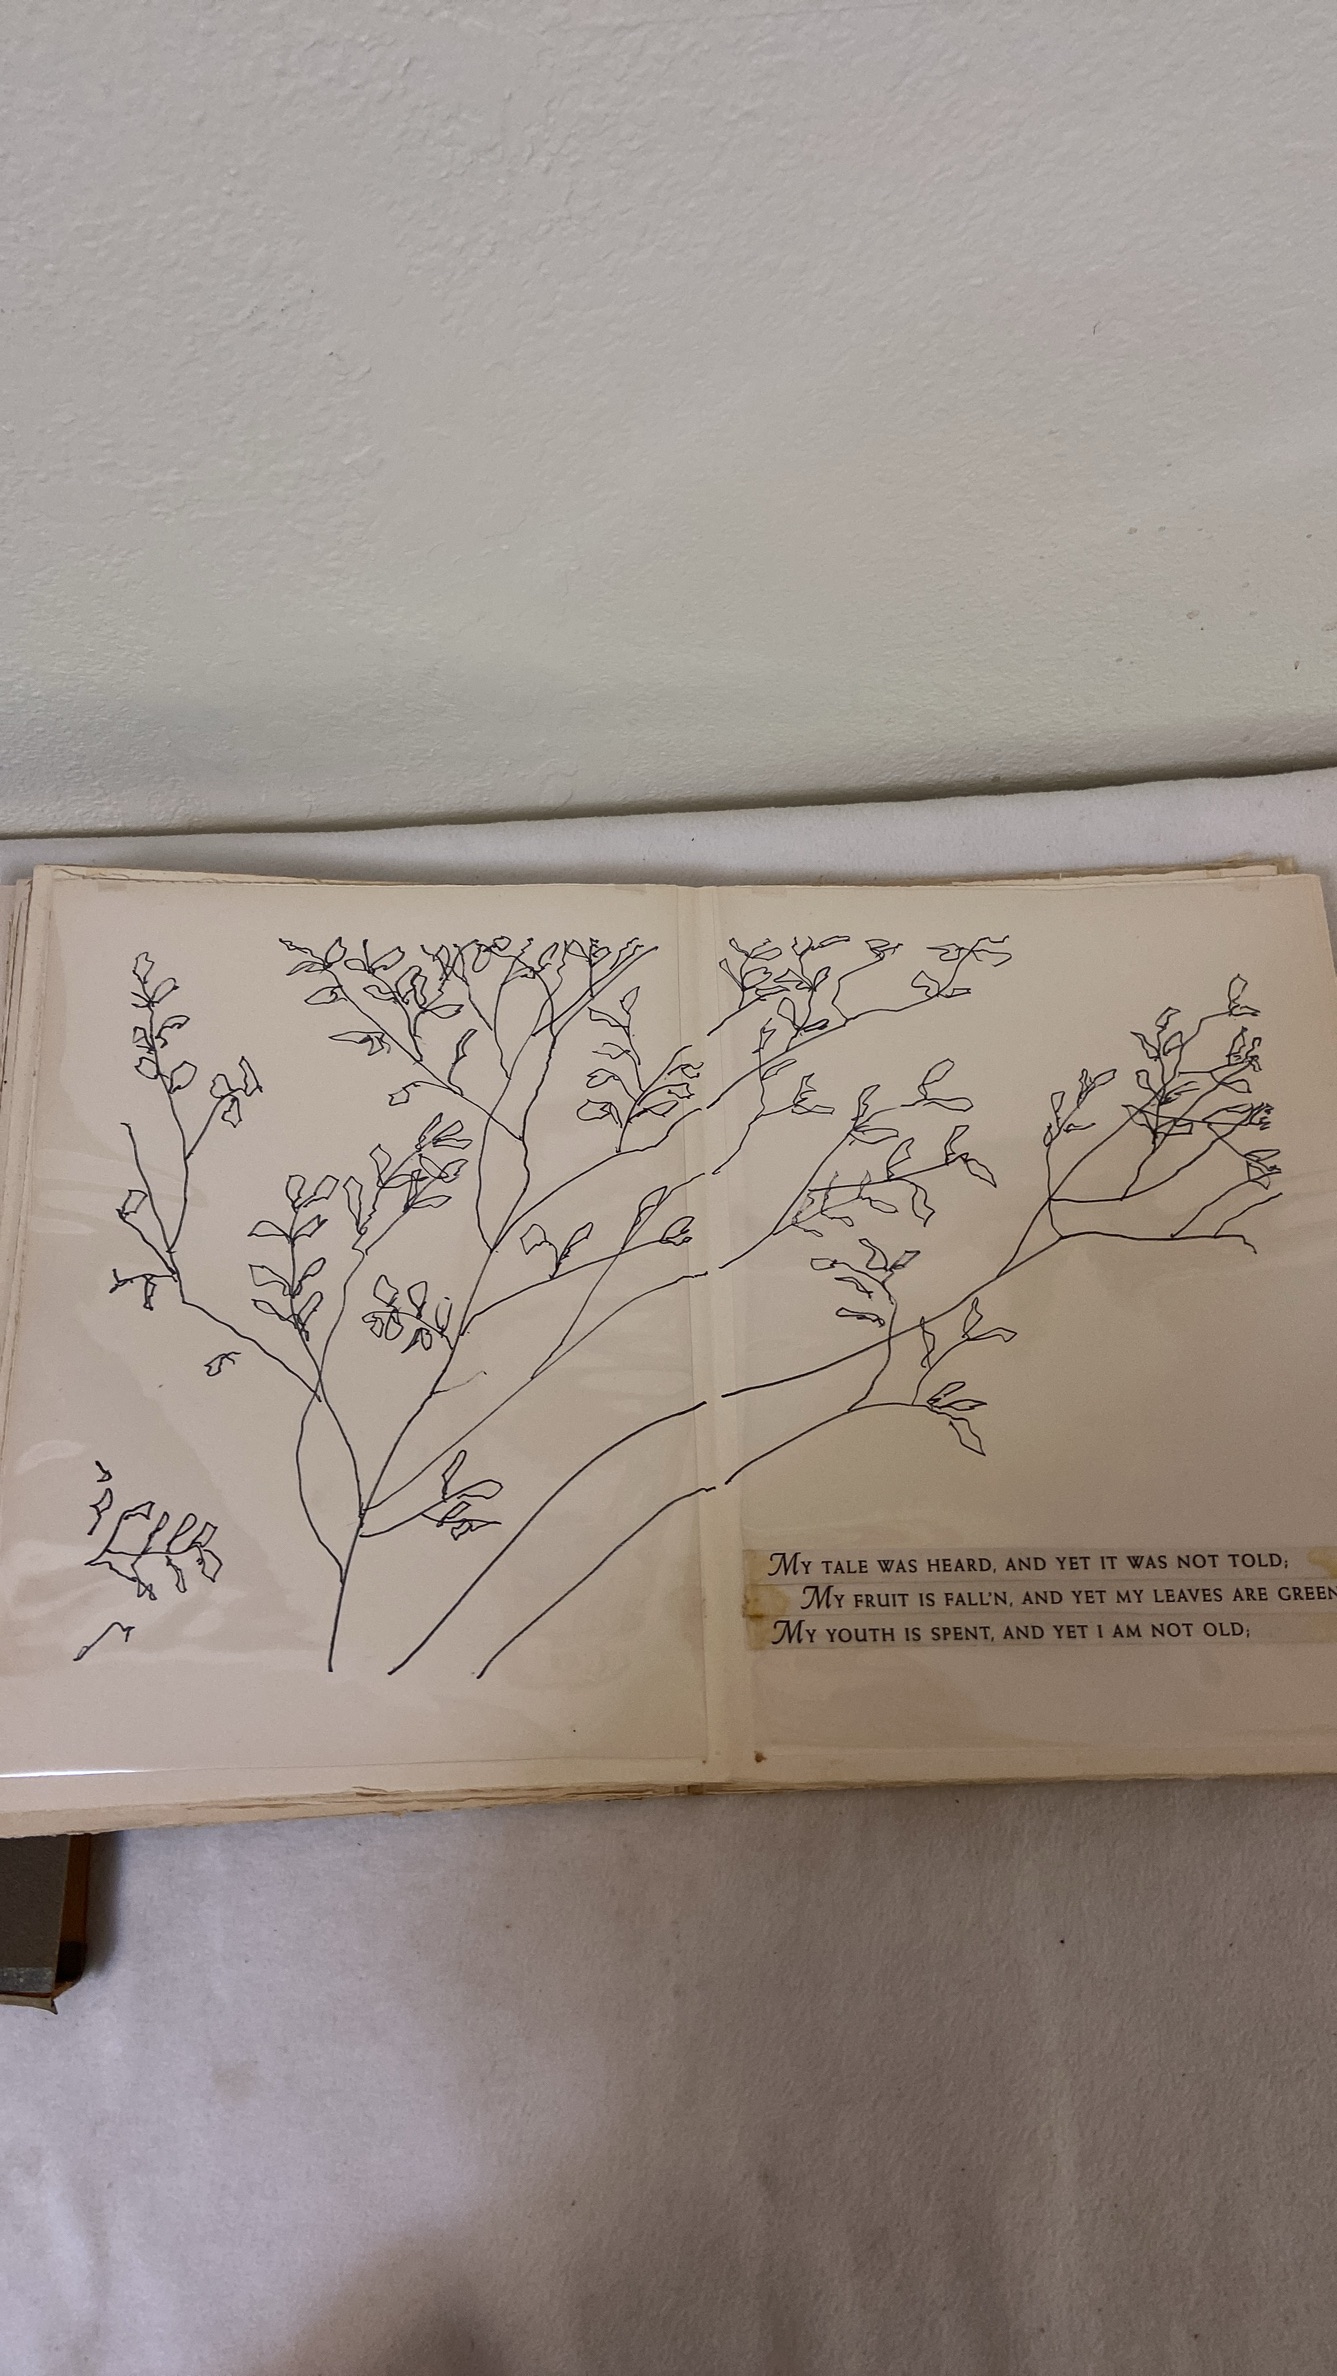 My tale was heard, and yet it was not told;
My fruit is fall'n, and yet my leaves are green
My youth is spent, and yet I am not old;